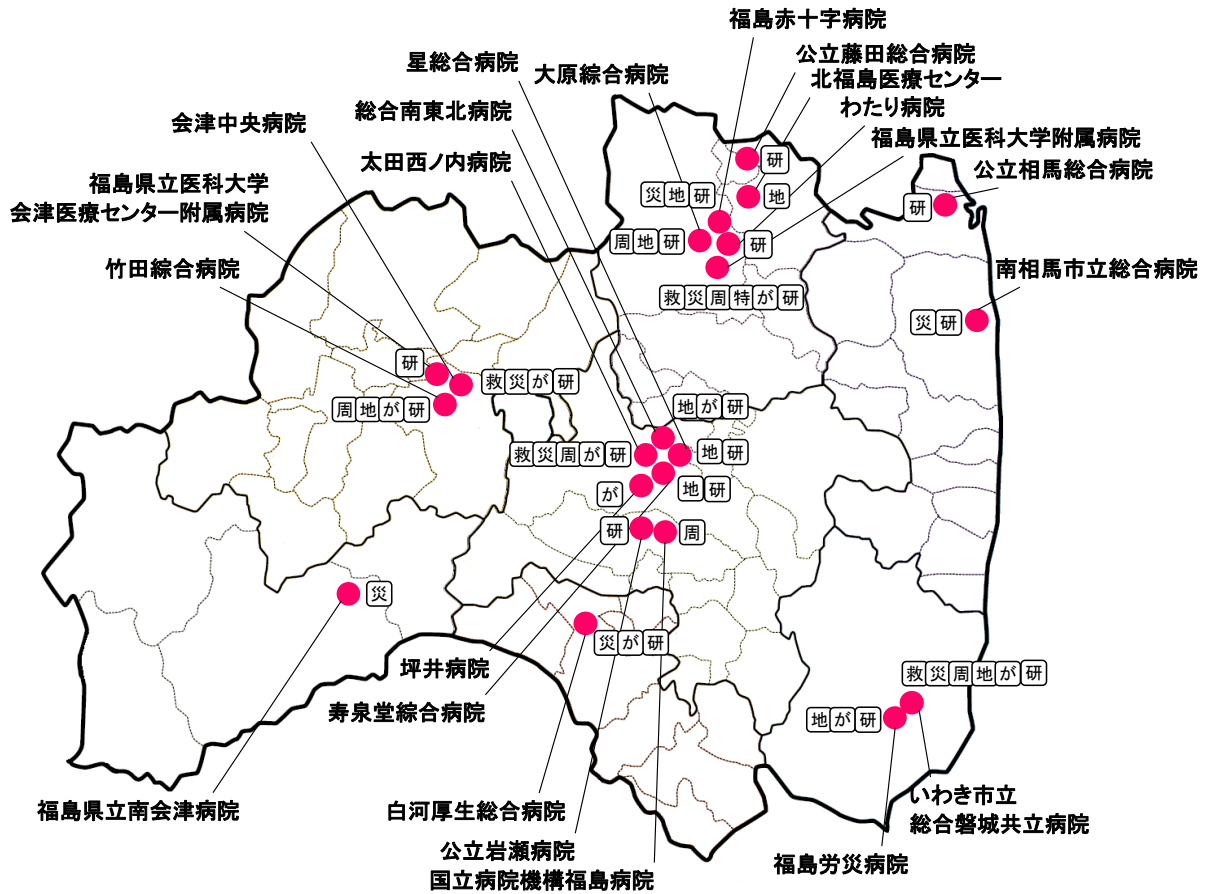 福島赤十字病院
公立藤田総合病院
星総合病院
大原綜合病院
北福島医療センター
総合南東北病院
わたり病院
会津中央病院
福島県立医科大学附属病院
太田西ノ内病院
公立相馬総合病院
福島県立医科大学
会津医療センター附属病院
竹田綜合病院
南相馬市立総合病院
研
災地研
地
研
周地研
研
救災周特が研
災研
研
救災が研
周地が研
地が研
救災周が研
地研
が
地研
研
周
災
災が研
坪井病院
救災周地が研
寿泉堂綜合病院
地が研
福島県立南会津病院
白河厚生総合病院
いわき市立
総合磐城共立病院
公立岩瀬病院
福島労災病院
国立病院機構福島病院